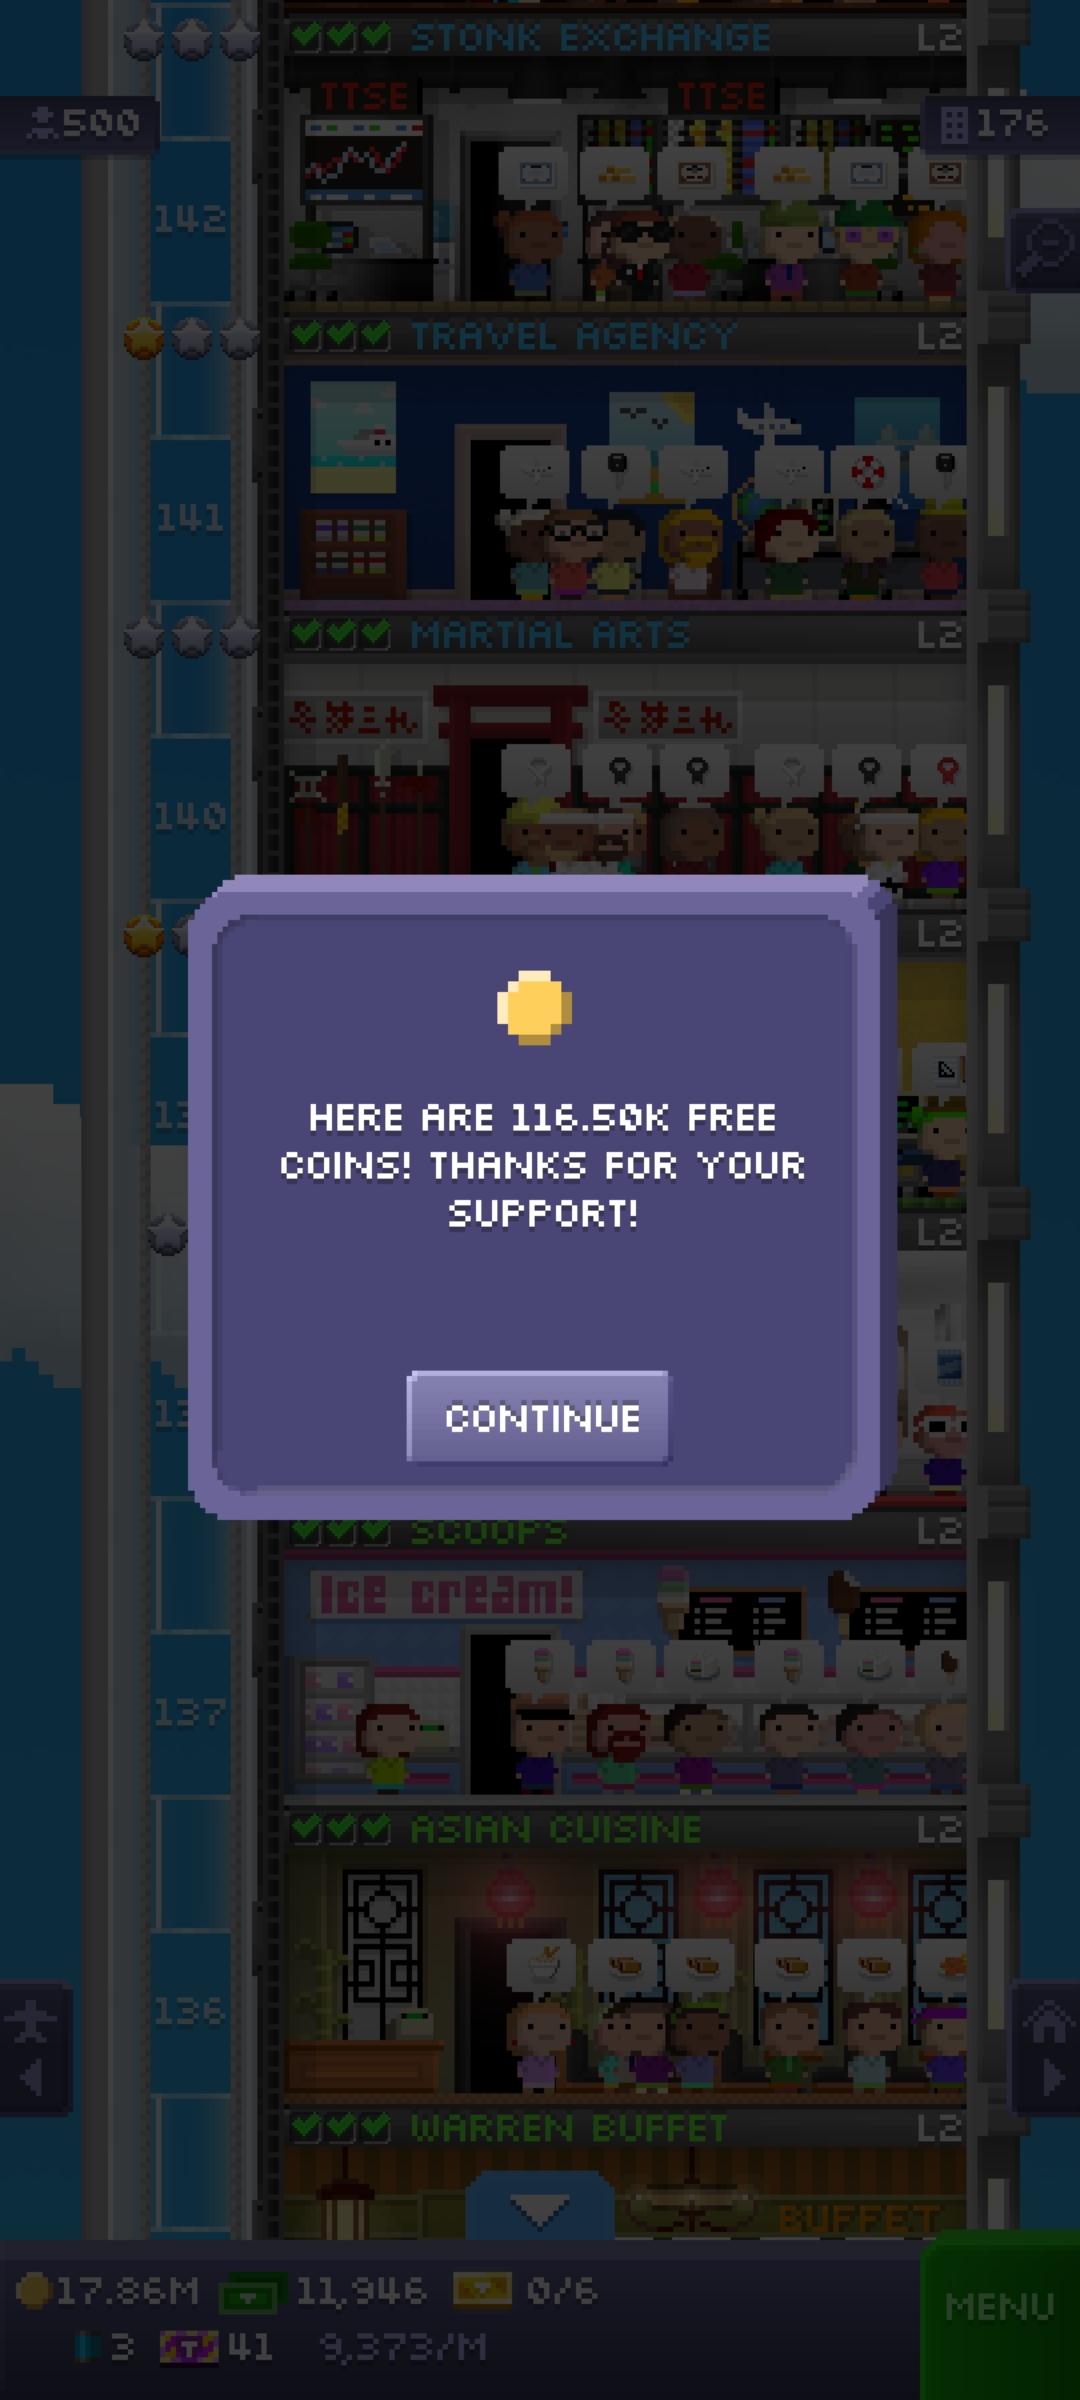 STONK EXCHANGE L2
TTSE TTSE
500
176
142
TRAVEL AGENCY L2
141
MARTIAL ARTS L2
140
L2
HERE ARE 116.50K FREE
COINS! THANKS FOR YOUR
SUPPORT!
L2
CONTINUE
SCOOPS L2
Ice cream!
137
ASIAN CUISINE L2
136
WARREN BUFFET L2
BUFFET
17.86M 11,946 0/6
MENU
3 T 41 9,373/M